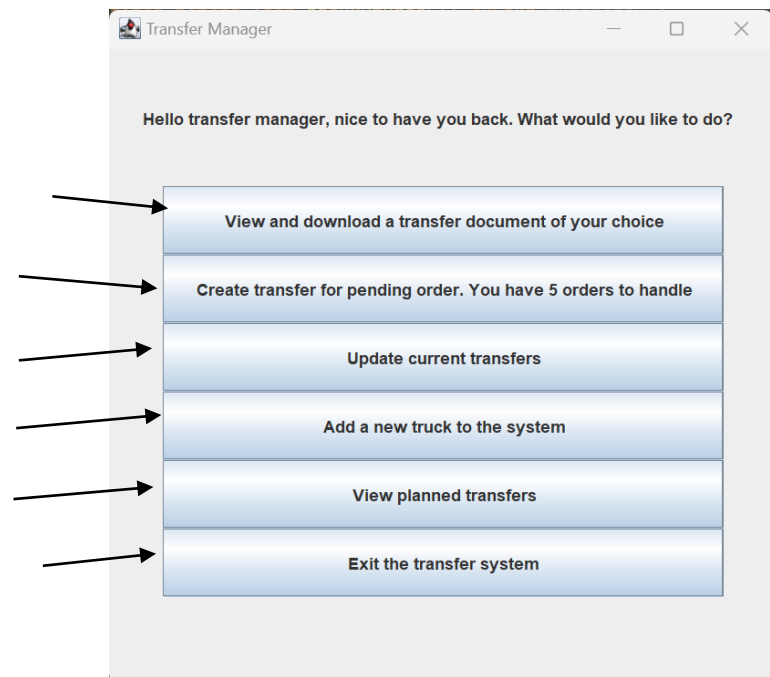 Transfer Manager
Hello transfer manager, nice to have you back. What would you like to do?
View and download a transfer document of your choice
Create transfer for pending order. You have 5 orders to handle
Update current transfers
Add a new truck to the system
View planned transfers
Exit the transfer system